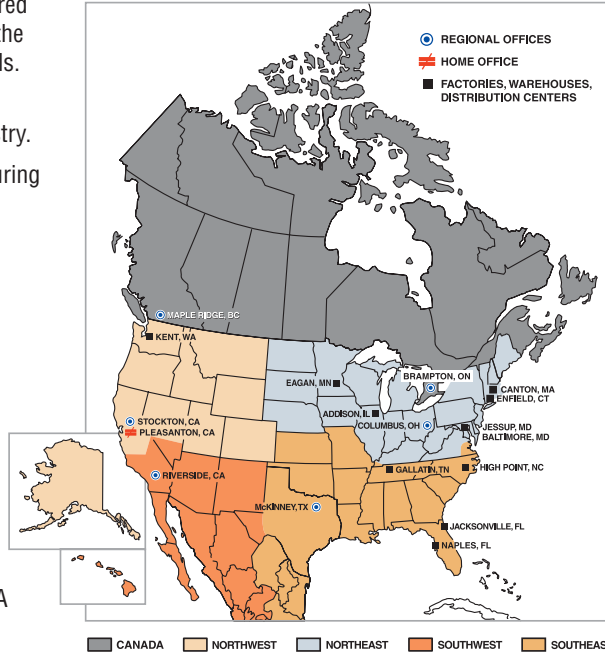 red
the
ls.
try.
uring
A
REGIONAL OFFICES
HOME OFFICE
FACTORIES, WAREHOUSES,
DISTRIBUTION CENTERS
MAPLE RIDGE, BC
KENT, WA
EAGAN, MN
BRAMPTON, ON
CANTON, MA
ENFIELD, CT
ADDISON, IL
COLUMBUS, OH
STOCKTON, CA
PLEASANTON, CA
JESSUP, MD
BALTIMORE, MD
RIVERSIDE, CA
GALLATIN, TN
HIGH POINT, NC
McKINNEY, TX
JACKSONVILLE, FL
NAPLES, FL
CANADA
NORTHWEST
NORTHEAST
SOUTHWEST
SOUTHEAS